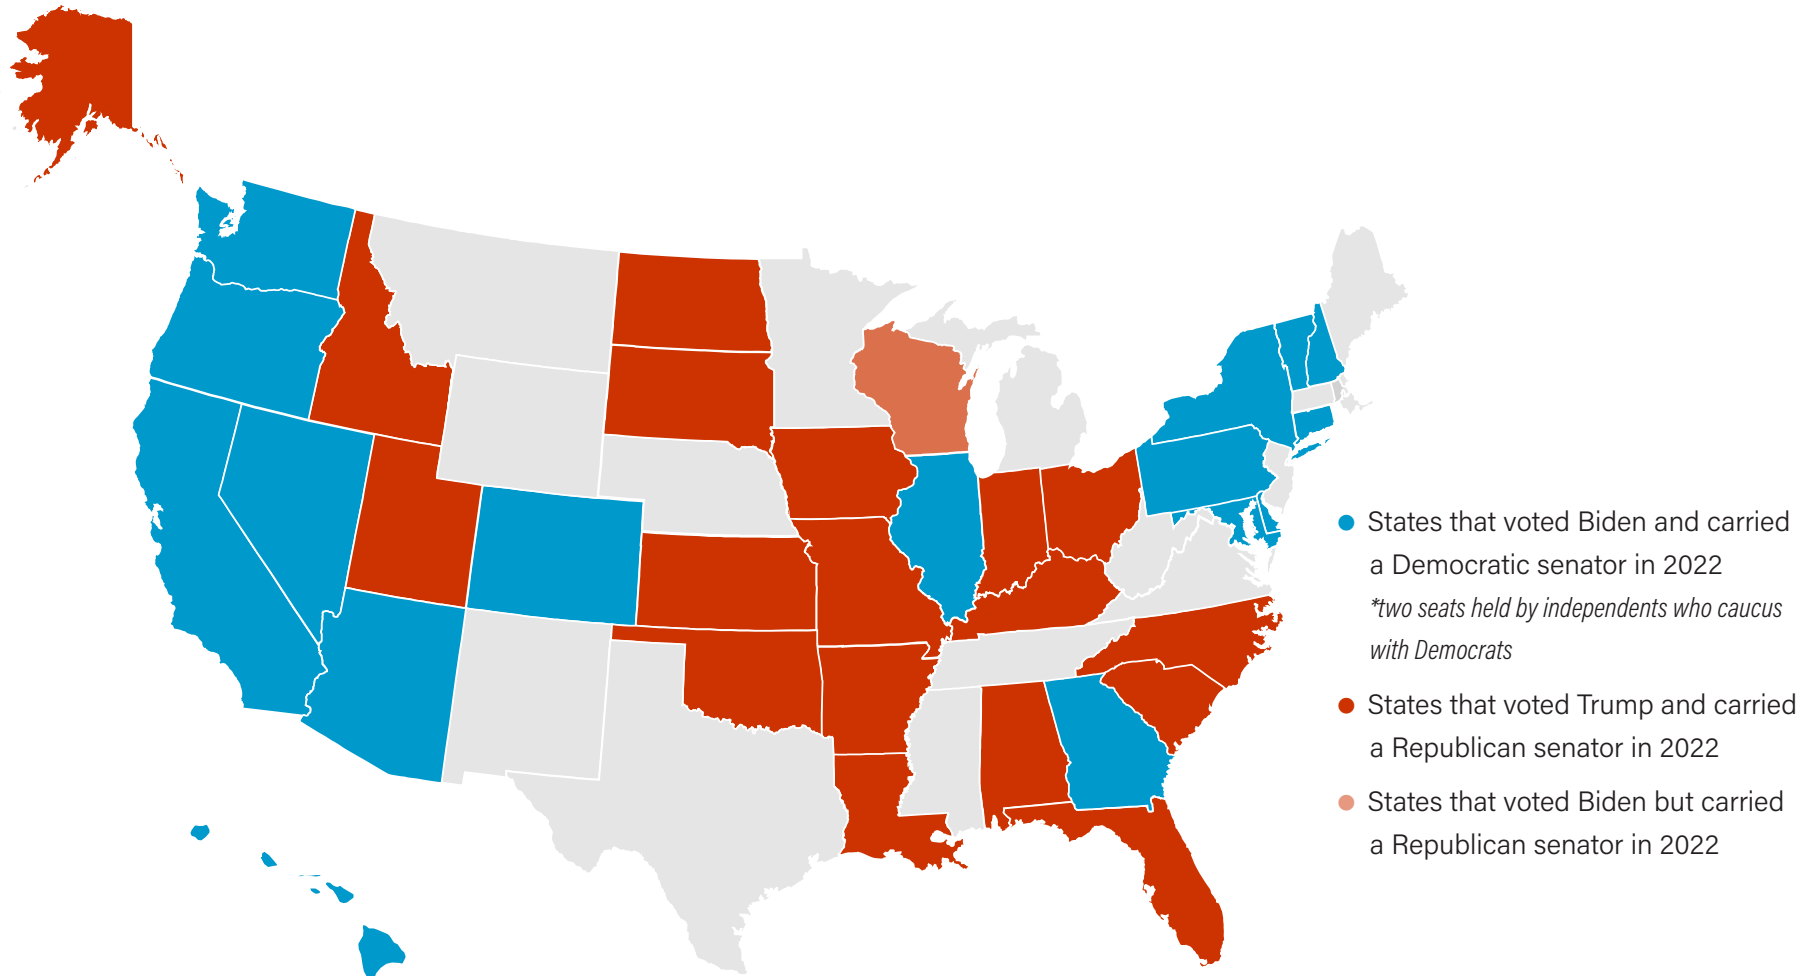 States that voted Biden and carried
a Democratic senator in 2022
*two seats held by independents who caucus
with Democrats
States that voted Trump and carried
a Republican senator in 2022
States that voted Biden but carried
a Republican senator in 2022